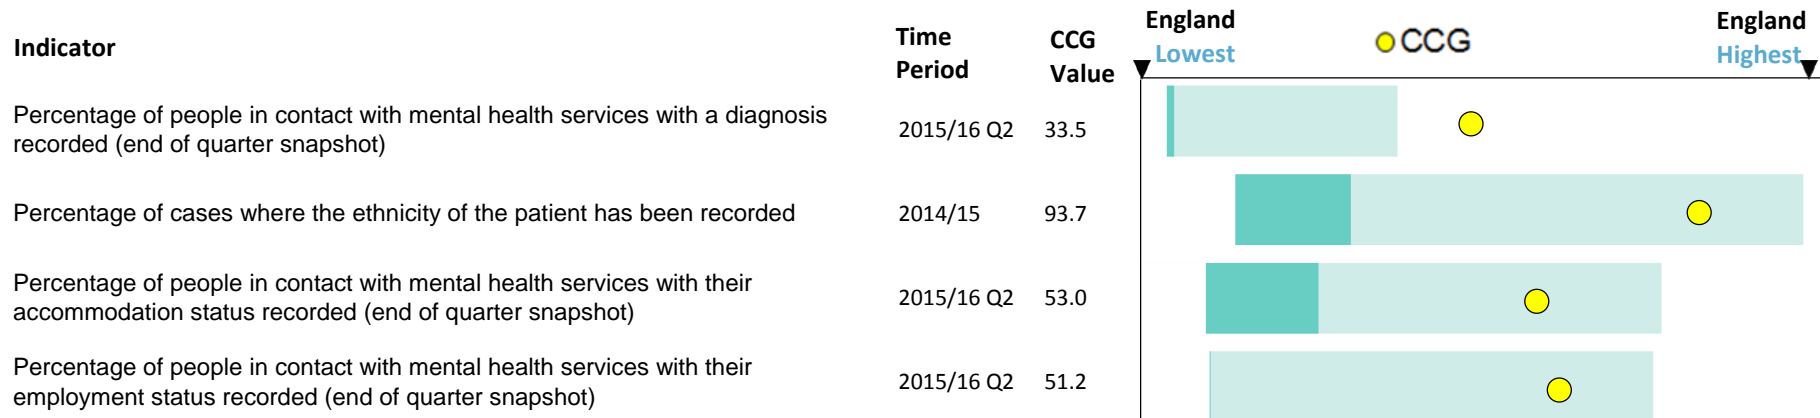 Indicator
Time
Period
CCG
Value
England
Lowest
CCG
England
Highest
Percentage of people in contact with mental health services with a diagnosis
recorded (end of quarter snapshot)
2015/16 Q2
33.5
Percentage of cases where the ethnicity of the patient has been recorded
2014/15
93.7
Percentage of people in contact with mental health services with their
accommodation status recorded (end of quarter snapshot)
2015/16 Q2
53.0
Percentage of people in contact with mental health services with their
employment status recorded (end of quarter snapshot)
2015/16 Q2
51.2